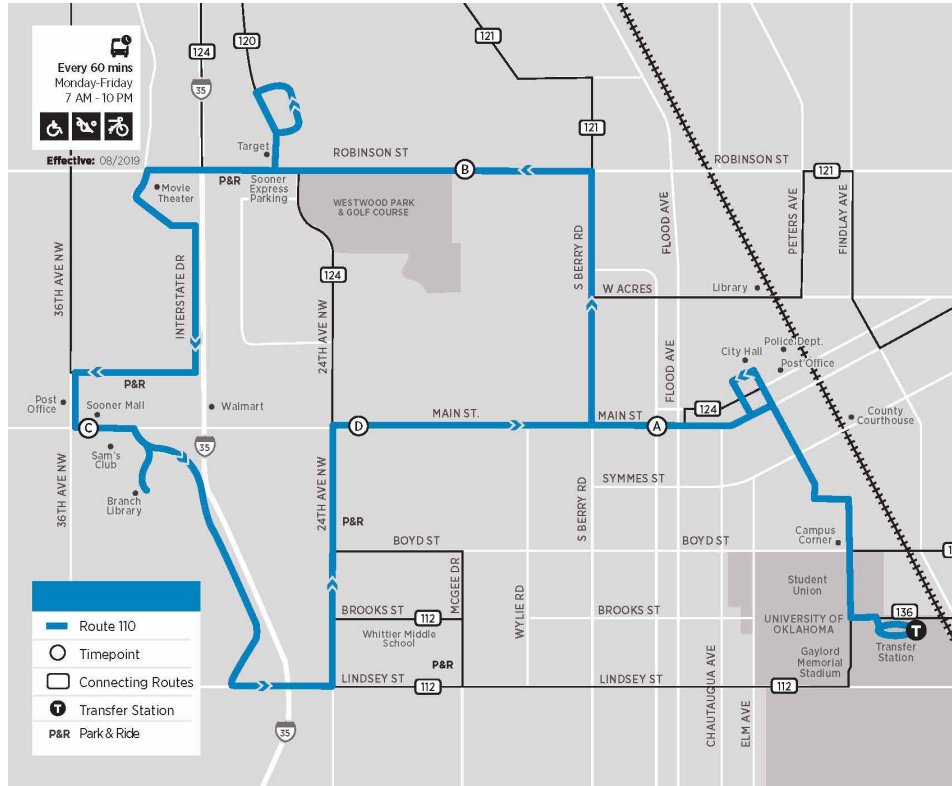 Every 60 mins
Monday-Friday
7 AM - 10 PM
Effective: 08/2019
124
120
121
35
121
Target
ROBINSON ST
B
ROBINSON ST
121
P&R
Sooner
Express
Parking
Movie
Theater
WESTWOOD PARK
& GOLF COURSE
FLOOD AVE
PETERS AVE
FINDLAY AVE
36TH AVE NW
INTERSTATE DR
124
S BERRY RD
W ACRES
Library
24TH AVE NW
FLOOD AVE
Police Dept.
City Hall
Post Office
P&R
Post
Office
Sooner Mall
Walmart
MAIN ST.
MAIN ST
124
County
Courthouse
C
D
A
Sam's
Club
35
36TH AVE NW
Branch
Library
24TH AVE NW
S BERRY RD
SYMMES ST
P&R
Campus
Corner
BOYD ST
BOYD ST
1
MCGEE DR
WYLIE RD
Student
Union
BROOKS ST
112
BROOKS ST
136
UNIVERSITY OF
OKLAHOMA
T
Whittier Middle
School
Transfer
Station
P&R
Gaylord
Memorial
Stadium
CHAUTAUQUA AVE
ELM AVE
LINDSEY ST
112
LINDSEY ST
112
35
Route 110
Timepoint
Connecting Routes
T
Transfer Station
P&R
Park & Ride